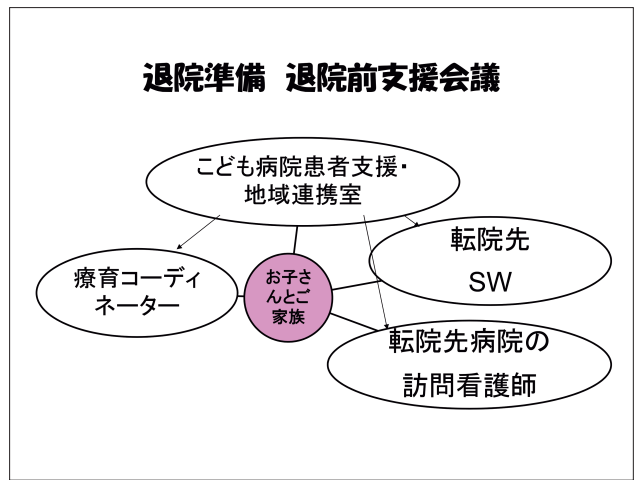 退院準備 退院前支援会議
こども病院患者支援・
地域連携室
転院先
SW
療育コーディ
ネーター
お子さ
んとご
家族
転院先病院の
訪問看護師